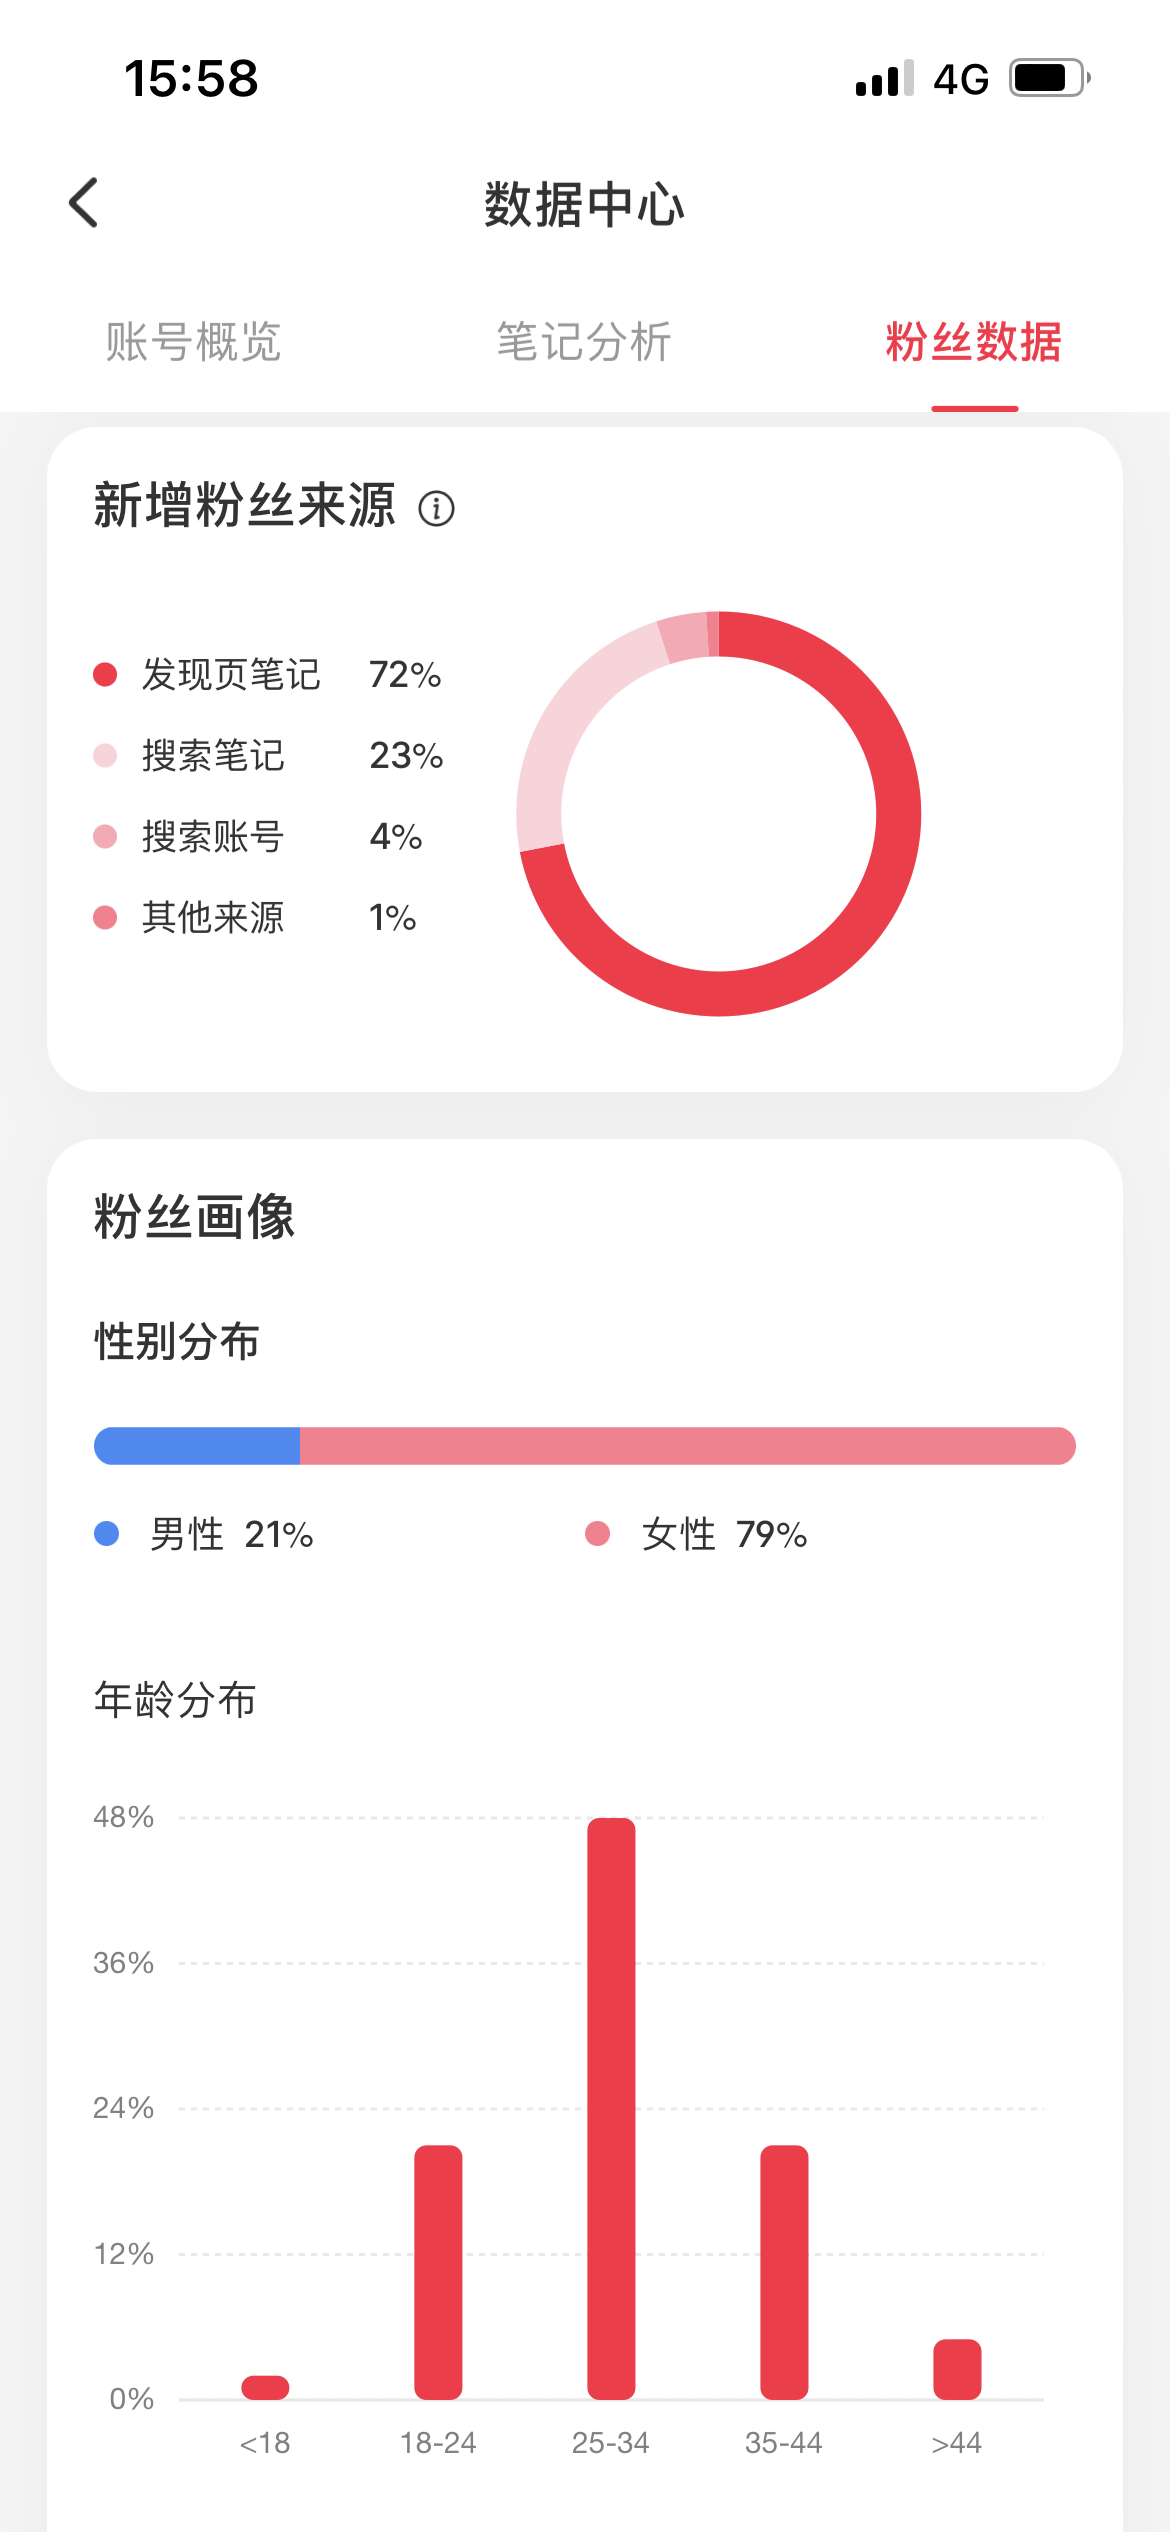 15:58 4G
数据中心
账号概览 笔记分析 粉丝数据
新增粉丝来源
发现页笔记 72%
搜索笔记 23%
搜索账号 4%
其他来源 1%
粉丝画像
性别分布
男性 21% 女性 79%
年龄分布
48%
36%
24%
12%
0%
<18 18-24 25-34 35-44 >44